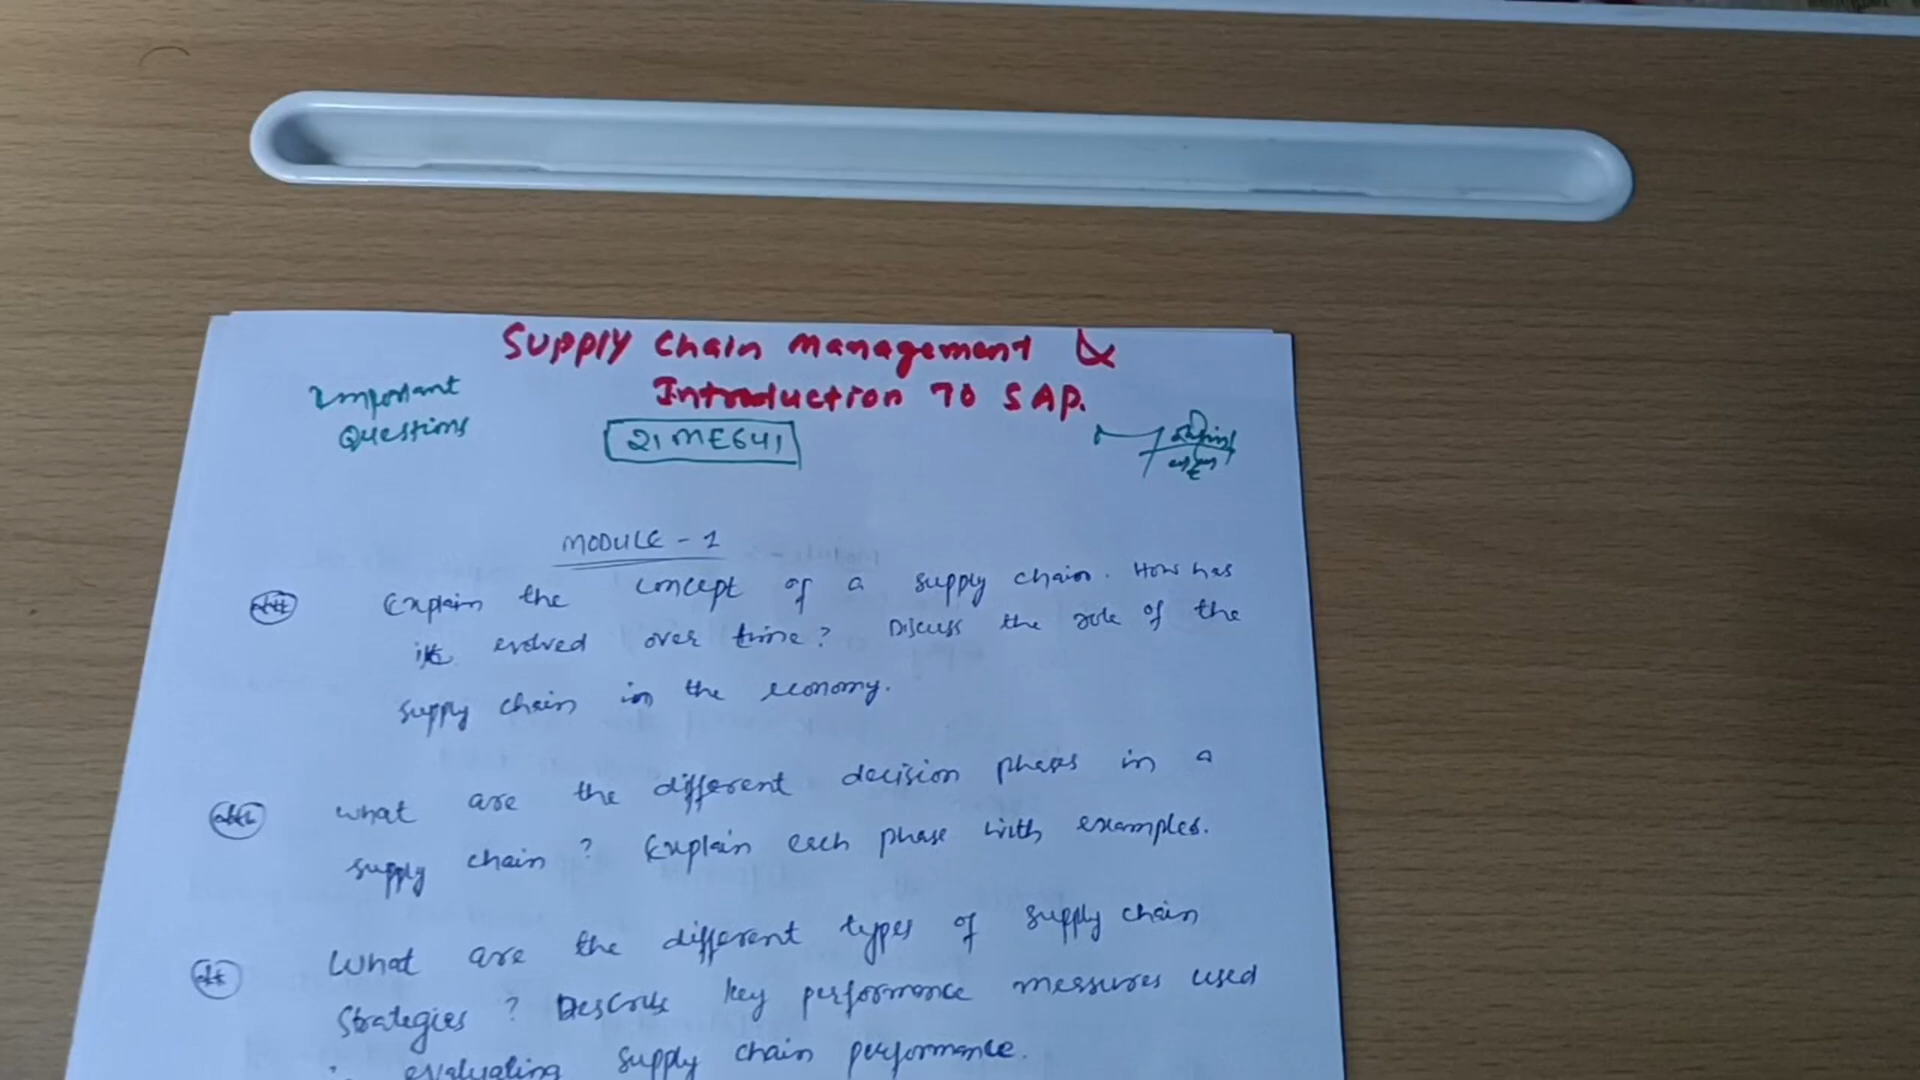 Supply Chain Management &
Introduction To SAP.
Important
Questions
21ME641
MODULE - 1
Explain the concept of a supply chain. How has
it evolved over time? Discuss the role of the
supply chain in the economy.
What are the different decision phases in a
supply chain? Explain each phase with examples.
What are the different types of supply chain
strategies? Describe key performance measures used
in evaluating supply chain performance.